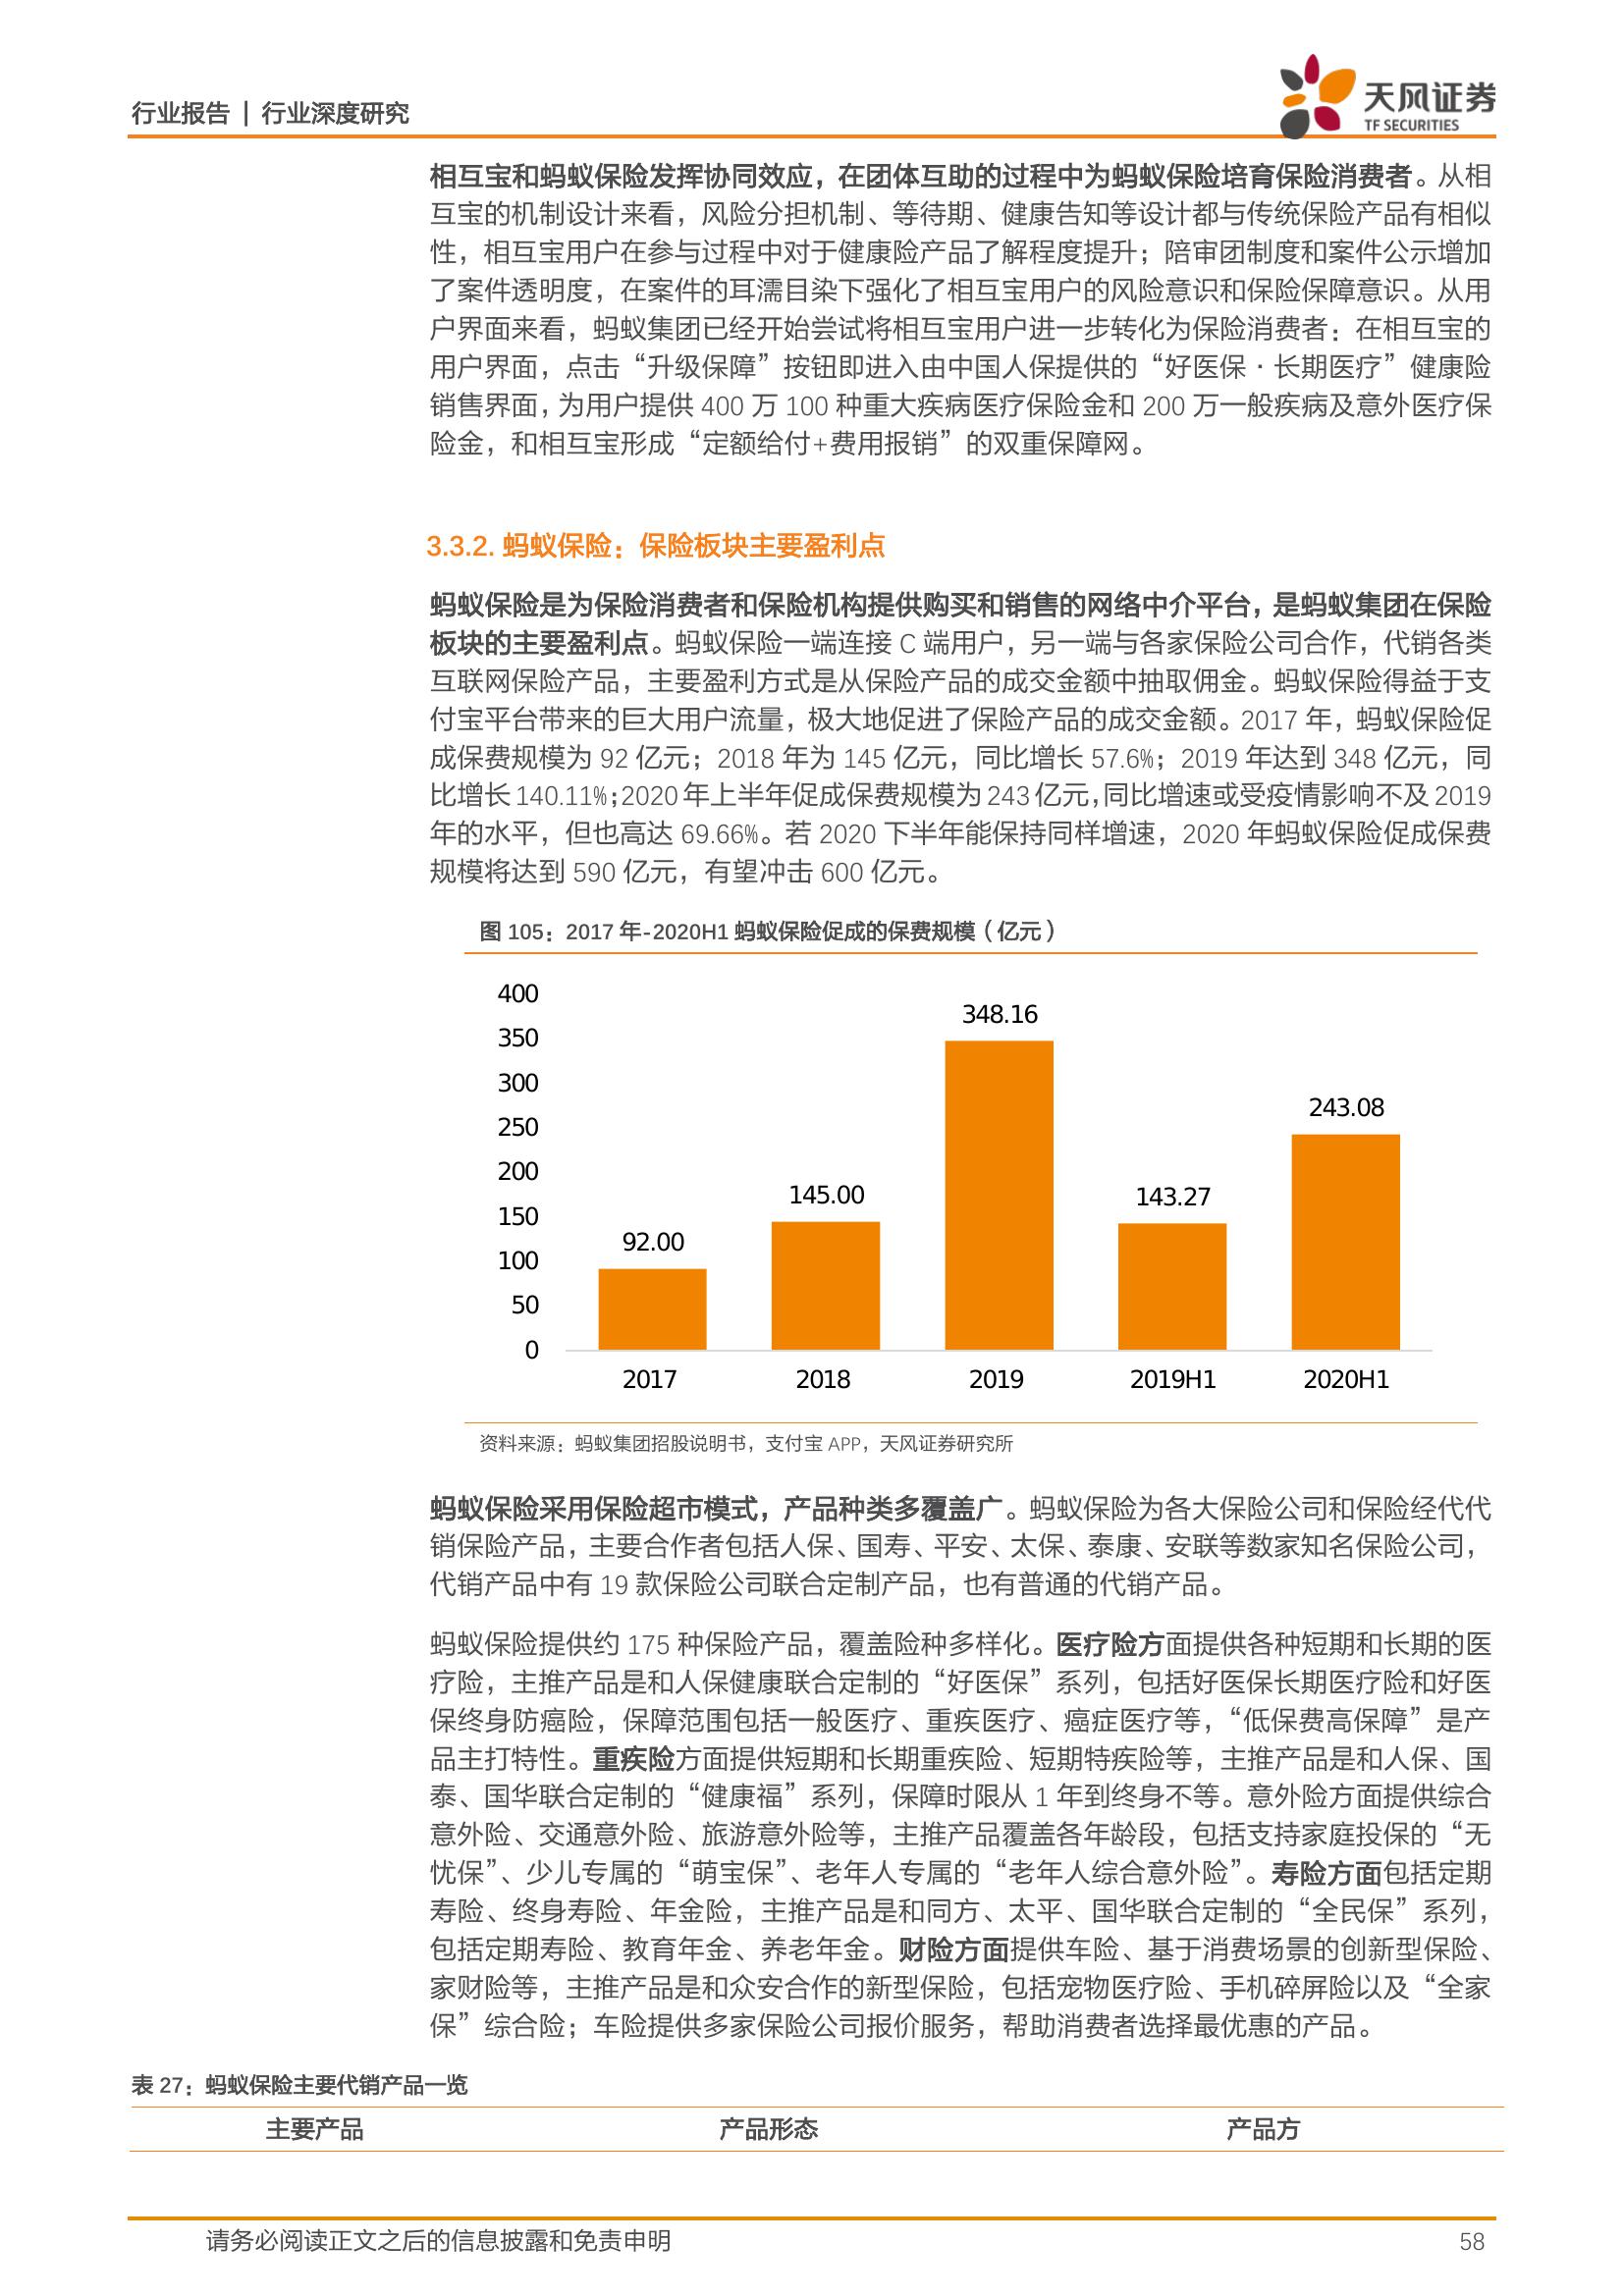 行业报告 | 行业深度研究
天风证券
TF SECURITIES
相互宝和蚂蚁保险发挥协同效应，在团体互助的过程中为蚂蚁保险培育保险消费者。从相
互宝的机制设计来看，风险分担机制、等待期、健康告知等设计都与传统保险产品有相似
性，相互宝用户在参与过程中对于健康险产品了解程度提升；陪审团制度和案件公示增加
了案件透明度，在案件的耳濡目染下强化了相互宝用户的风险意识和保险保障意识。从用
户界面来看，蚂蚁集团已经开始尝试将相互宝用户进一步转化为保险消费者：在相互宝的
用户界面，点击“升级保障”按钮即进入由中国人保提供的“好医保·长期医疗”健康险
销售界面，为用户提供 400 万 100 种重大疾病医疗保险金和 200 万一般疾病及意外医疗保
险金，和相互宝形成“定额给付+费用报销”的双重保障网。
3.3.2. 蚂蚁保险：保险板块主要盈利点
蚂蚁保险是为保险消费者和保险机构提供购买和销售的网络中介平台，是蚂蚁集团在保险
板块的主要盈利点。蚂蚁保险一端连接 C 端用户，另一端与各家保险公司合作，代销各类
互联网保险产品，主要盈利方式是从保险产品的成交金额中抽取佣金。蚂蚁保险得益于支
付宝平台带来的巨大用户流量，极大地促进了保险产品的成交金额。2017 年，蚂蚁保险促
成保费规模为 92 亿元；2018 年为 145 亿元，同比增长 57.6%；2019 年达到 348 亿元，同
比增长 140.11%；2020 年上半年促成保费规模为 243 亿元，同比增速或受疫情影响不及 2019
年的水平，但也高达 69.66%。若 2020 下半年能保持同样增速，2020 年蚂蚁保险促成保费
规模将达到 590 亿元，有望冲击 600 亿元。
图 105：2017 年-2020H1 蚂蚁保险促成的保费规模（亿元）
400
350
300
250
200
150
100
50
0
92.00
145.00
348.16
143.27
243.08
2017
2018
2019
2019H1
2020H1
资料来源：蚂蚁集团招股说明书，支付宝 APP，天风证券研究所
蚂蚁保险采用保险超市模式，产品种类多覆盖广。蚂蚁保险为各大保险公司和保险经代代
销保险产品，主要合作者包括人保、国寿、平安、太保、泰康、安联等数家知名保险公司，
代销产品中有 19 款保险公司联合定制产品，也有普通的代销产品。
蚂蚁保险提供约 175 种保险产品，覆盖险种多样化。医疗险方面提供各种短期和长期的医
疗险，主推产品是和人保健康联合定制的“好医保”系列，包括好医保长期医疗险和好医
保终身防癌险，保障范围包括一般医疗、重疾医疗、癌症医疗等，“低保费高保障”是产
品主打特性。重疾险方面提供短期和长期重疾险、短期特疾险等，主推产品是和人保、国
泰、国华联合定制的“健康福”系列，保障时限从 1 年到终身不等。意外险方面提供综合
意外险、交通意外险、旅游意外险等，主推产品覆盖各年龄段，包括支持家庭投保的“无
忧保”、少儿专属的“萌宝保”、老年人专属的“老年人综合意外险”。寿险方面包括定期
寿险、终身寿险、年金险，主推产品是和同方、太平、国华联合定制的“全民保”系列，
包括定期寿险、教育年金、养老年金。财险方面提供车险、基于消费场景的创新型保险、
家财险等，主推产品是和众安合作的新型保险，包括宠物医疗险、手机碎屏险以及“全家
保”综合险；车险提供多家保险公司报价服务，帮助消费者选择最优惠的产品。
表 27：蚂蚁保险主要代销产品一览
主要产品
产品形态
产品方
请务必阅读正文之后的信息披露和免责申明
58